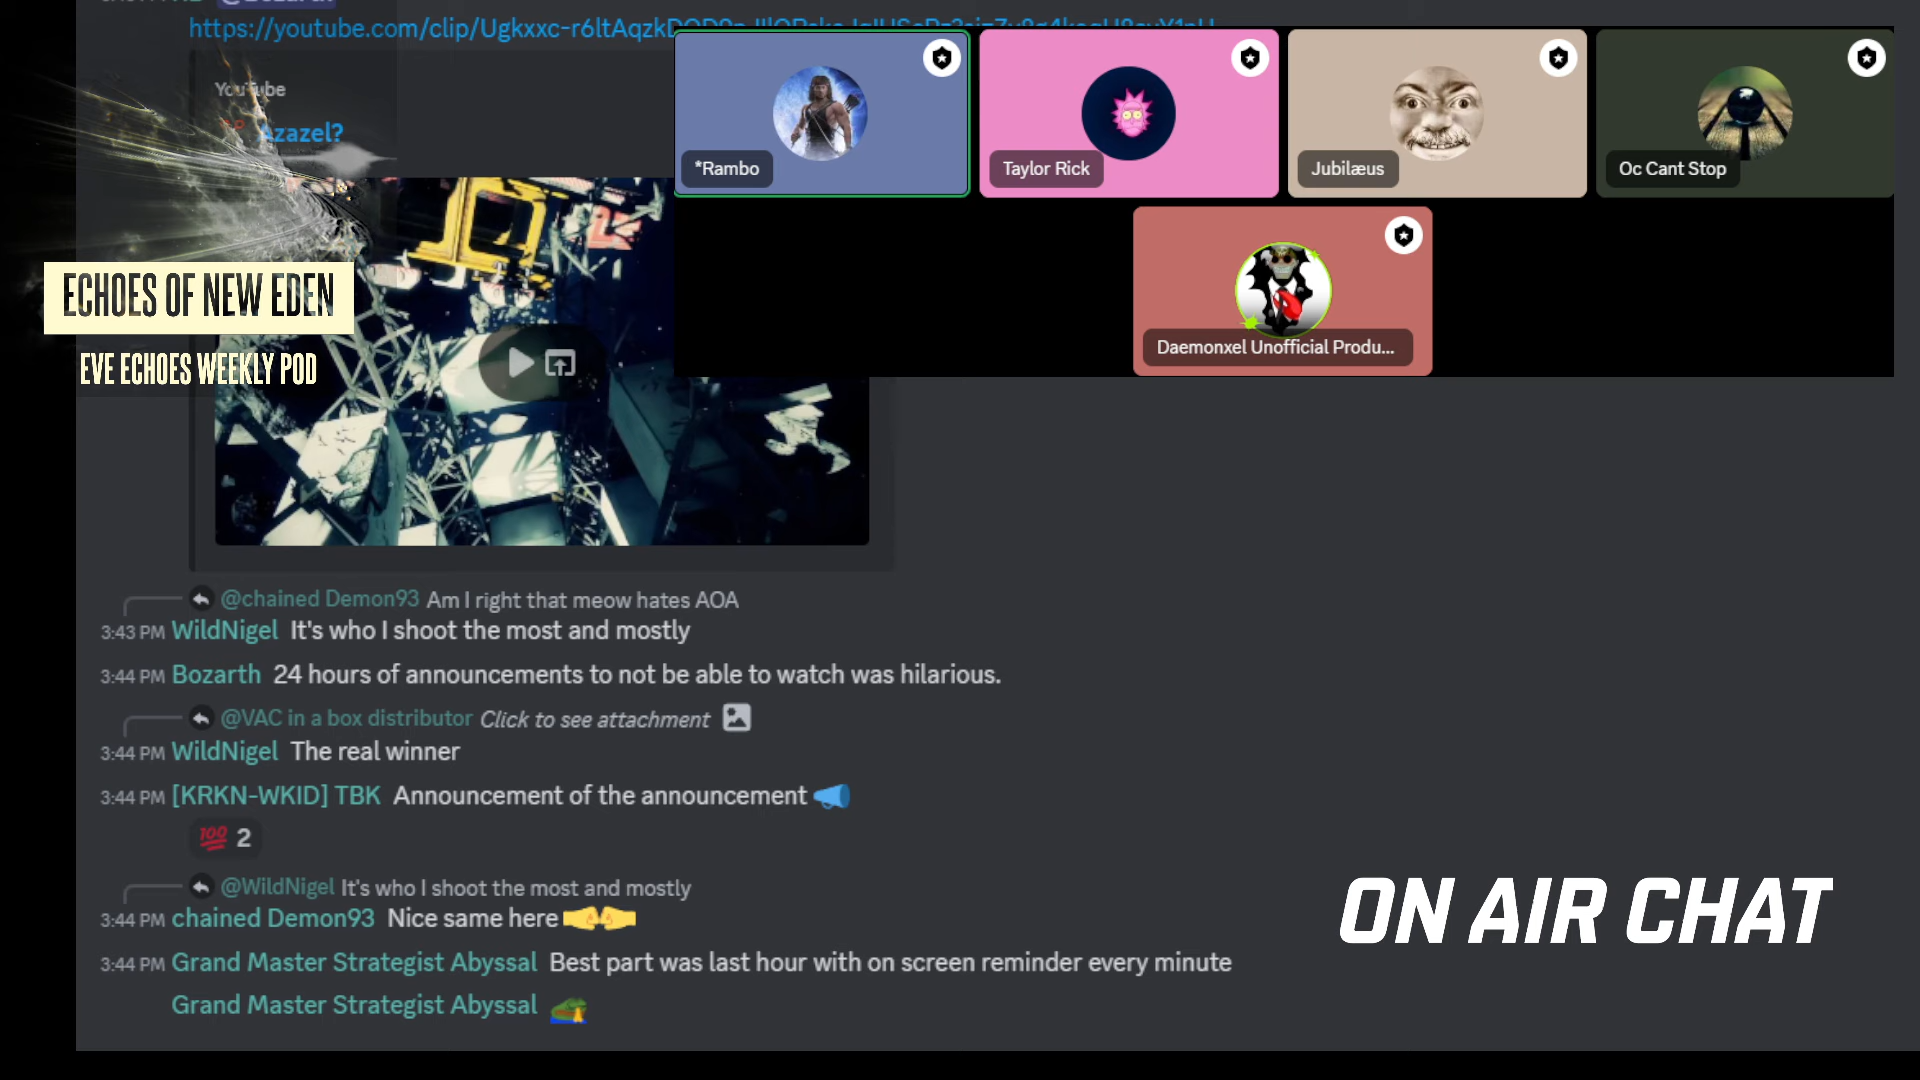 https://youtube.com/clip/Ugkxxc-r6ltAqzk
YouTube
Azazel?
*Rambo
Taylor Rick
Jubilæus
Oc Cant Stop
Daemonxel Unofficial Produ...
ECHOES OF NEW EDEN
EVE ECHOES WEEKLY POD
@chained Demon93 Am I right that meow hates AOA
3:43 PM WildNigel It's who I shoot the most and mostly
3:44 PM Bozarth 24 hours of announcements to not be able to watch was hilarious.
@VAC in a box distributor Click to see attachment
3:44 PM WildNigel The real winner
3:44 PM [KRKN-WKID] TBK Announcement of the announcement
100 2
@WildNigel It's who I shoot the most and mostly
3:44 PM chained Demon93 Nice same here
ON AIR CHAT
3:44 PM Grand Master Strategist Abyssal Best part was last hour with on screen reminder every minute
Grand Master Strategist Abyssal